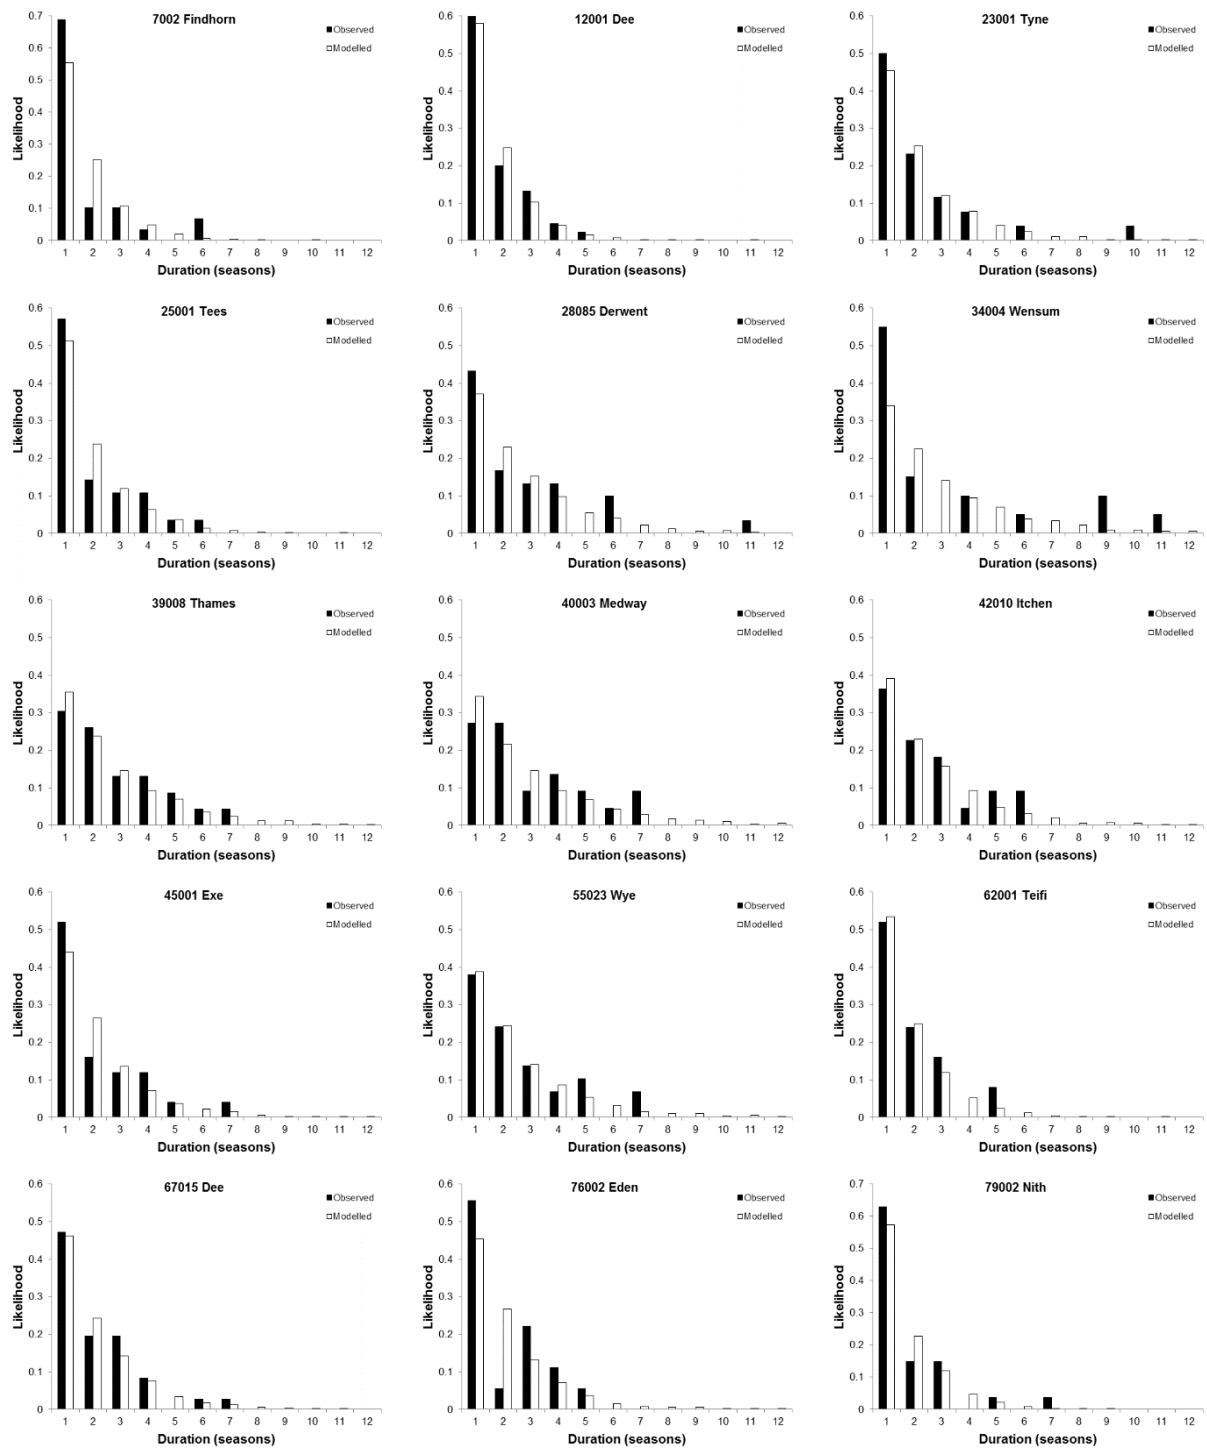 7002 Findhorn
Observed
Modelled
Likelihood
0.7
0.6
0.5
0.4
0.3
0.2
0.1
0
1 2 3 4 5 6 7 8 9 10 11 12
Duration (seasons)
12001 Dee
Observed
Modelled
Likelihood
0.6
0.5
0.4
0.3
0.2
0.1
0
1 2 3 4 5 6 7 8 9 10 11 12
Duration (seasons)
23001 Tyne
Observed
Modelled
Likelihood
0.6
0.5
0.4
0.3
0.2
0.1
0
1 2 3 4 5 6 7 8 9 10 11 12
Duration (seasons)
25001 Tees
Observed
Modelled
Likelihood
0.6
0.5
0.4
0.3
0.2
0.1
0
1 2 3 4 5 6 7 8 9 10 11 12
Duration (seasons)
28085 Derwent
Observed
Modelled
Likelihood
0.6
0.5
0.4
0.3
0.2
0.1
0
1 2 3 4 5 6 7 8 9 10 11 12
Duration (seasons)
34004 Wensum
Observed
Modelled
Likelihood
0.6
0.5
0.4
0.3
0.2
0.1
0
1 2 3 4 5 6 7 8 9 10 11 12
Duration (seasons)
39008 Thames
Observed
Modelled
Likelihood
0.6
0.5
0.4
0.3
0.2
0.1
0
1 2 3 4 5 6 7 8 9 10 11 12
Duration (seasons)
40003 Medway
Observed
Modelled
Likelihood
0.6
0.5
0.4
0.3
0.2
0.1
0
1 2 3 4 5 6 7 8 9 10 11 12
Duration (seasons)
42010 Itchen
Observed
Modelled
Likelihood
0.6
0.5
0.4
0.3
0.2
0.1
0
1 2 3 4 5 6 7 8 9 10 11 12
Duration (seasons)
45001 Exe
Observed
Modelled
Likelihood
0.6
0.5
0.4
0.3
0.2
0.1
0
1 2 3 4 5 6 7 8 9 10 11 12
Duration (seasons)
55023 Wye
Observed
Modelled
Likelihood
0.6
0.5
0.4
0.3
0.2
0.1
0
1 2 3 4 5 6 7 8 9 10 11 12
Duration (seasons)
62001 Teifi
Observed
Modelled
Likelihood
0.6
0.5
0.4
0.3
0.2
0.1
0
1 2 3 4 5 6 7 8 9 10 11 12
Duration (seasons)
67015 Dee
Observed
Modelled
Likelihood
0.6
0.5
0.4
0.3
0.2
0.1
0
1 2 3 4 5 6 7 8 9 10 11 12
Duration (seasons)
76002 Eden
Observed
Modelled
Likelihood
0.6
0.5
0.4
0.3
0.2
0.1
0
1 2 3 4 5 6 7 8 9 10 11 12
Duration (seasons)
79002 Nith
Observed
Modelled
Likelihood
0.7
0.6
0.5
0.4
0.3
0.2
0.1
0
1 2 3 4 5 6 7 8 9 10 11 12
Duration (seasons)